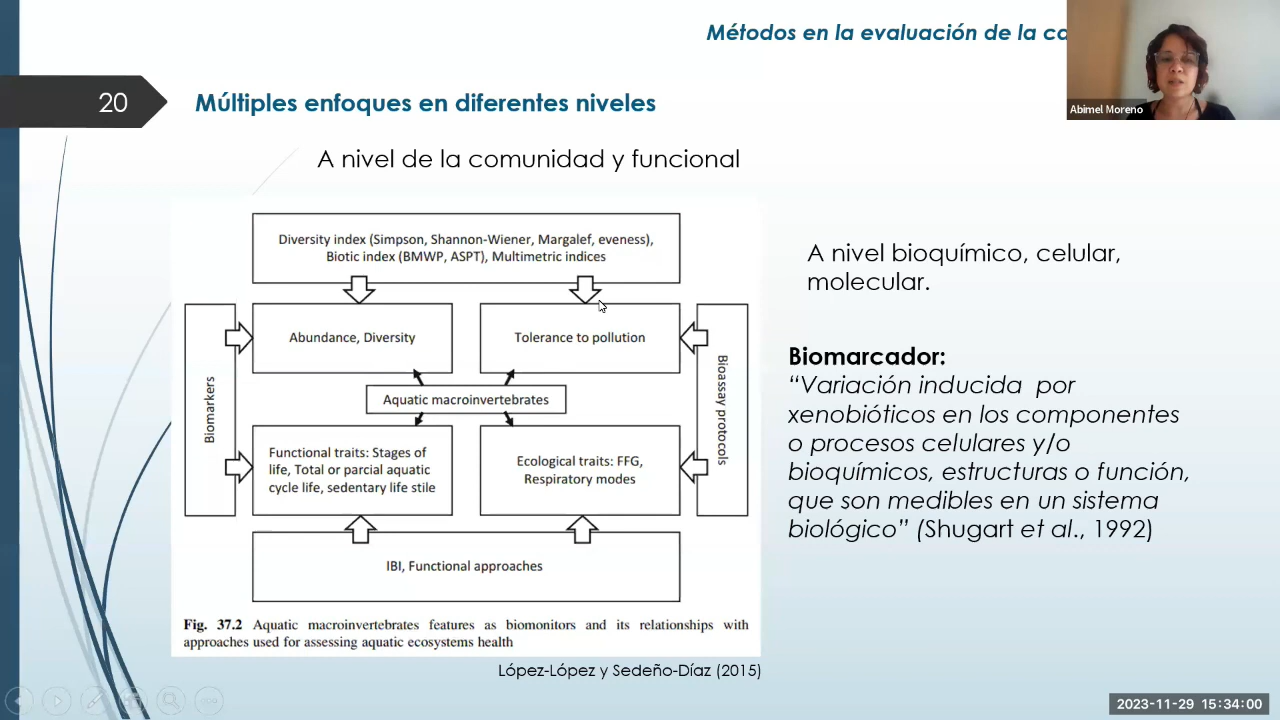 Métodos en la evaluación de la
20
Múltiples enfoques en diferentes niveles
Abimel Moreno
A nivel de la comunidad y funcional
Diversity index (Simpson, Shannon-Wiener, Margalef, eveness),
Biotic index (BMWP, ASPT), Multimetric indices
Abundance, Diversity
Tolerance to pollution
Biomarkers
Aquatic macroinvertebrates
Bioassay protocols
Functional traits: Stages of
life, Total or parcial aquatic
cycle life, sedentary life stile
Ecological traits: FFG,
Respiratory modes
IBI, Functional approaches
Fig. 37.2 Aquatic macroinvertebrates features as biomonitors and its relationships with
approaches used for assessing aquatic ecosystems health
López-López y Sedeño-Díaz (2015)
A nivel bioquímico, celular,
molecular.
Biomarcador:
“Variación inducida por
xenobióticos en los componentes
o procesos celulares y/o
bioquímicos, estructuras o función,
que son medibles en un sistema
biológico” (Shugart et al., 1992)
2023-11-29 15:34:00